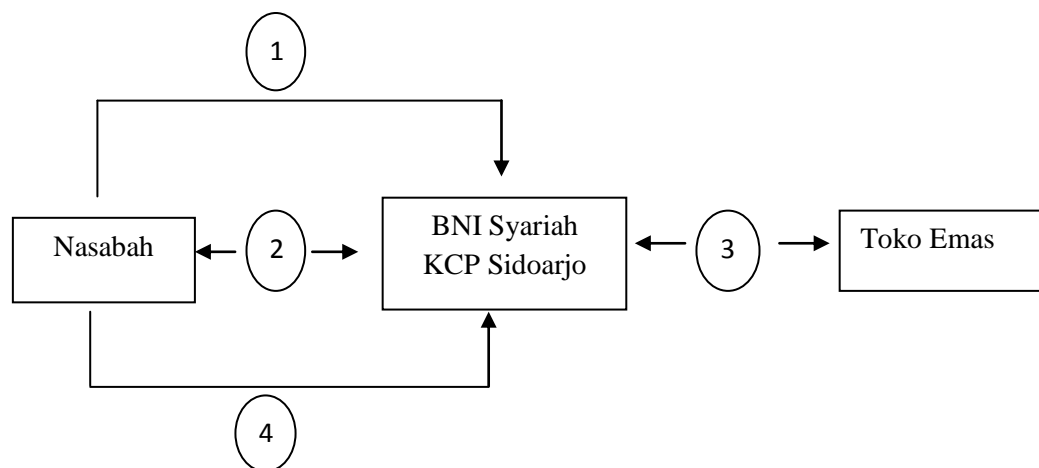 1
Nasabah
2
BNI Syariah
KCP Sidoarjo
3
Toko Emas
4